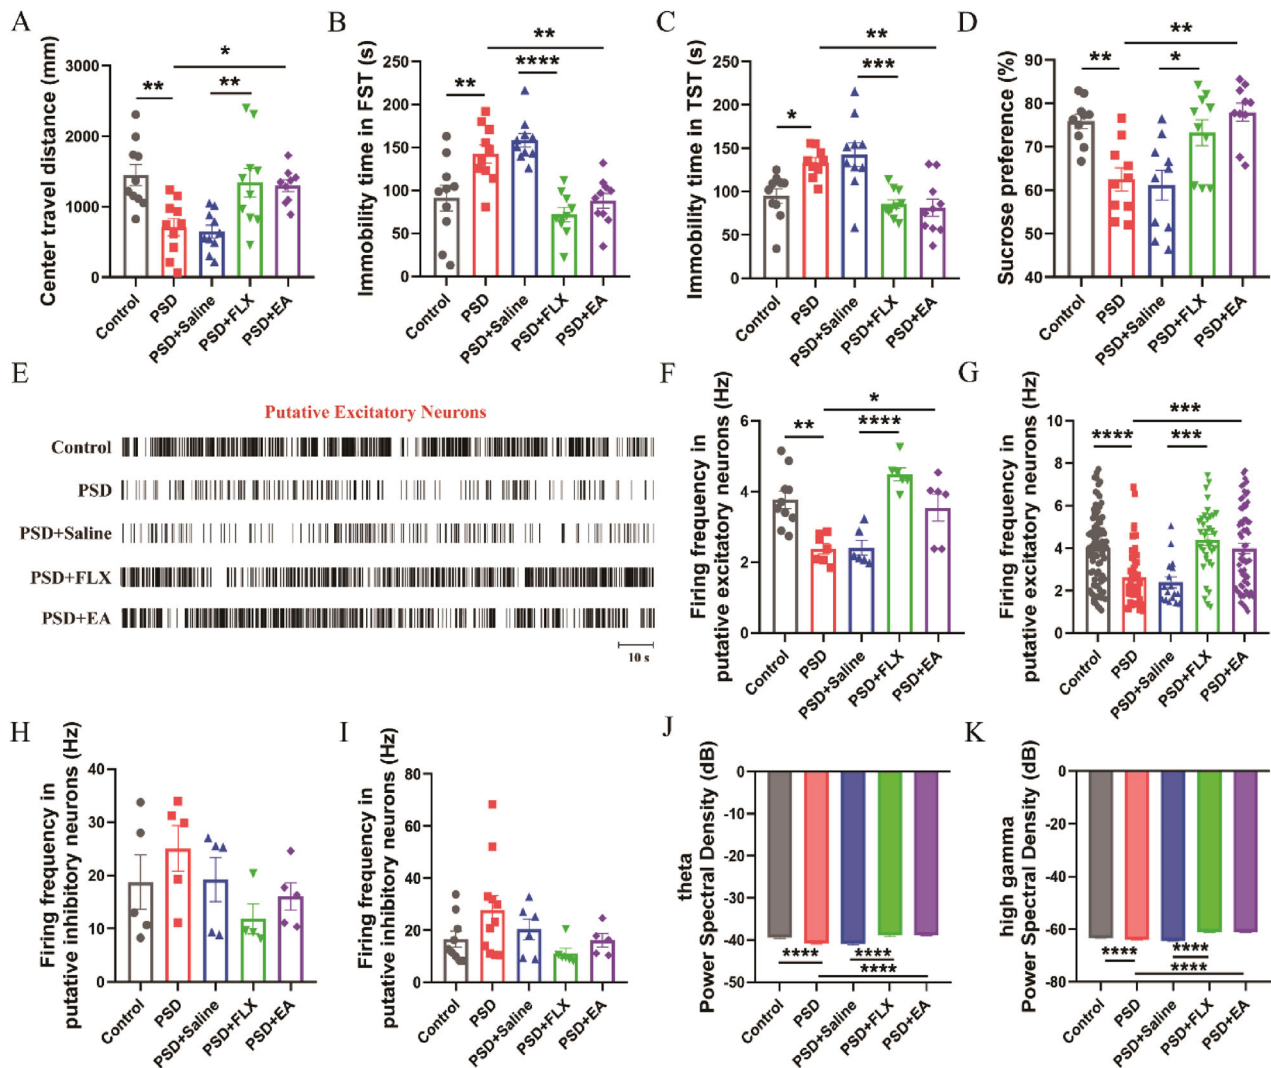 A
Center travel distance (mm)
3000
2000
1000
0
**
**
*
Control
PSD
PSD+Saline
PSD+FLX
PSD+EA
B
Immobility time in FST (s)
250
200
150
100
50
0
**
****
**
Control
PSD
PSD+Saline
PSD+FLX
PSD+EA
C
Immobility time in TST (s)
250
200
150
100
50
0
*
***
**
Control
PSD
PSD+Saline
PSD+FLX
PSD+EA
D
Sucrose preference (%)
90
80
70
60
50
40
**
*
**
Control
PSD
PSD+Saline
PSD+FLX
PSD+EA
E
Putative Excitatory Neurons
Control
PSD
PSD+Saline
PSD+FLX
PSD+EA
10 s
F
Firing frequency in
putative excitatory neurons (Hz)
6
4
2
0
**
****
*
Control
PSD
PSD+Saline
PSD+FLX
PSD+EA
G
Firing frequency in
putative excitatory neurons (Hz)
10
8
6
4
2
0
****
***
***
Control
PSD
PSD+Saline
PSD+FLX
PSD+EA
H
Firing frequency in
putative inhibitory neurons (Hz)
40
30
20
10
0
Control
PSD
PSD+Saline
PSD+FLX
PSD+EA
I
Firing frequency in
putative inhibitory neurons (Hz)
80
60
40
20
0
Control
PSD
PSD+Saline
PSD+FLX
PSD+EA
J
theta
Power Spectral Density (dB)
0
-10
-20
-30
-40
-50
****
****
****
Control
PSD
PSD+Saline
PSD+FLX
PSD+EA
K
high gamma
Power Spectral Density (dB)
0
-20
-40
-60
-80
****
****
****
Control
PSD
PSD+Saline
PSD+FLX
PSD+EA